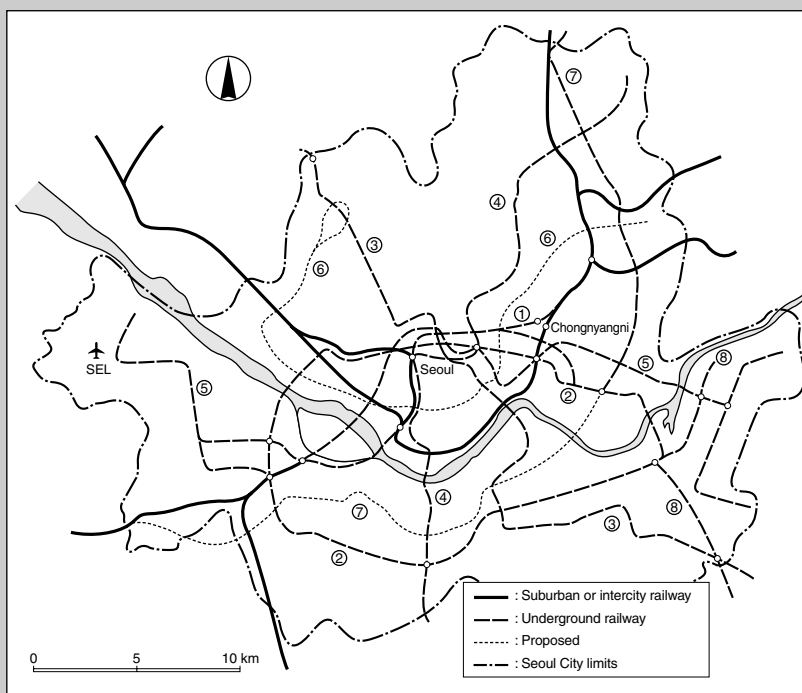 ⑦
④
③
⑥
⑥
①
Chongnyangni
SEL
Seoul
⑤
⑧
⑤
②
④
⑦
③
⑧
②
: Suburban or intercity railway
: Underground railway
: Proposed
: Seoul City limits
0 5 10 km